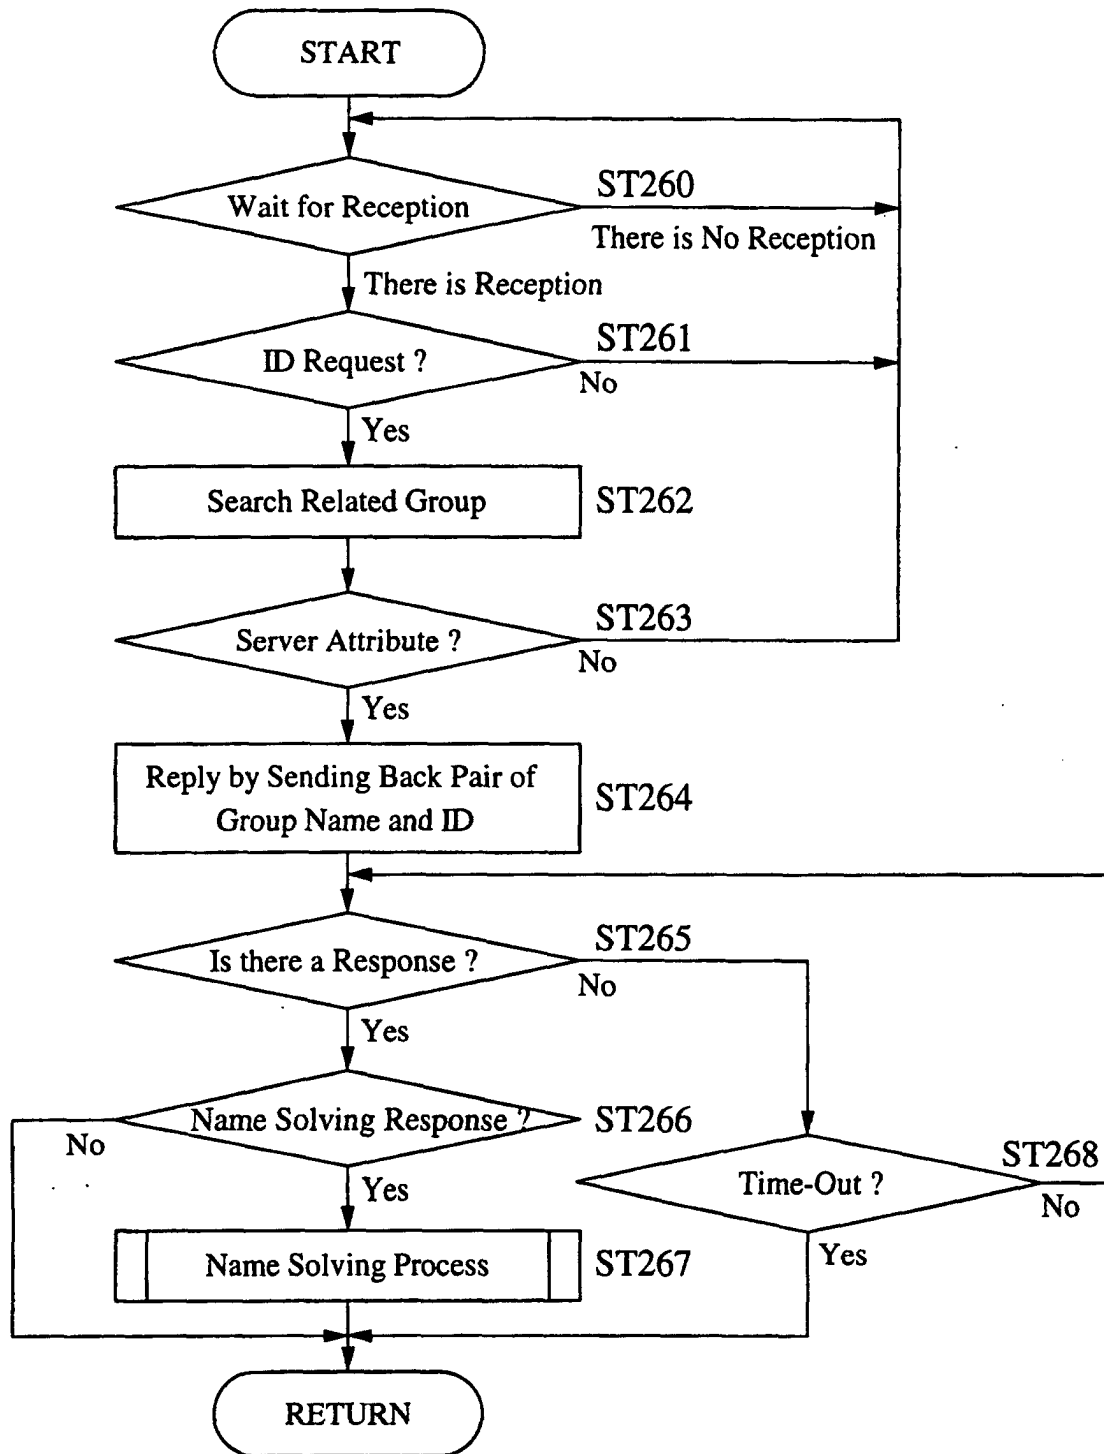 START
Wait for Reception
ST260
There is No Reception
There is Reception
ID Request ?
ST261
No
Yes
Search Related Group
ST262
Server Attribute ?
ST263
No
Yes
Reply by Sending Back Pair of
Group Name and ID
ST264
Is there a Response ?
ST265
No
Yes
Name Solving Response ?
ST266
No
Yes
Time-Out ?
ST268
No
Yes
Name Solving Process
ST267
RETURN